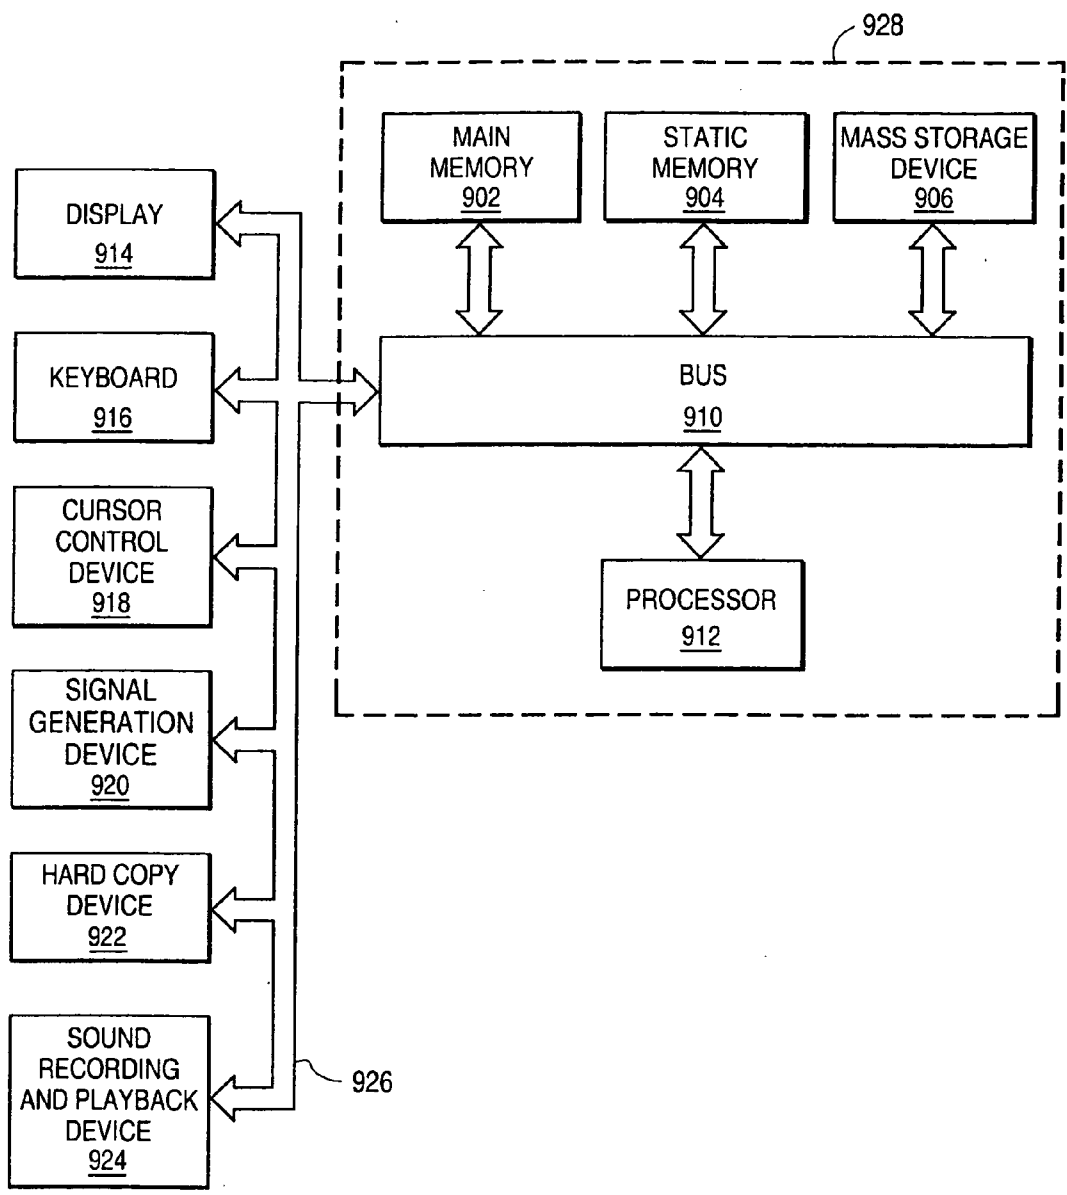 928
MAIN
MEMORY
902
STATIC
MEMORY
904
MASS STORAGE
DEVICE
906
DISPLAY
914
KEYBOARD
916
BUS
910
CURSOR
CONTROL
DEVICE
918
PROCESSOR
912
SIGNAL
GENERATION
DEVICE
920
HARD COPY
DEVICE
922
SOUND
RECORDING
AND PLAYBACK
DEVICE
924
926